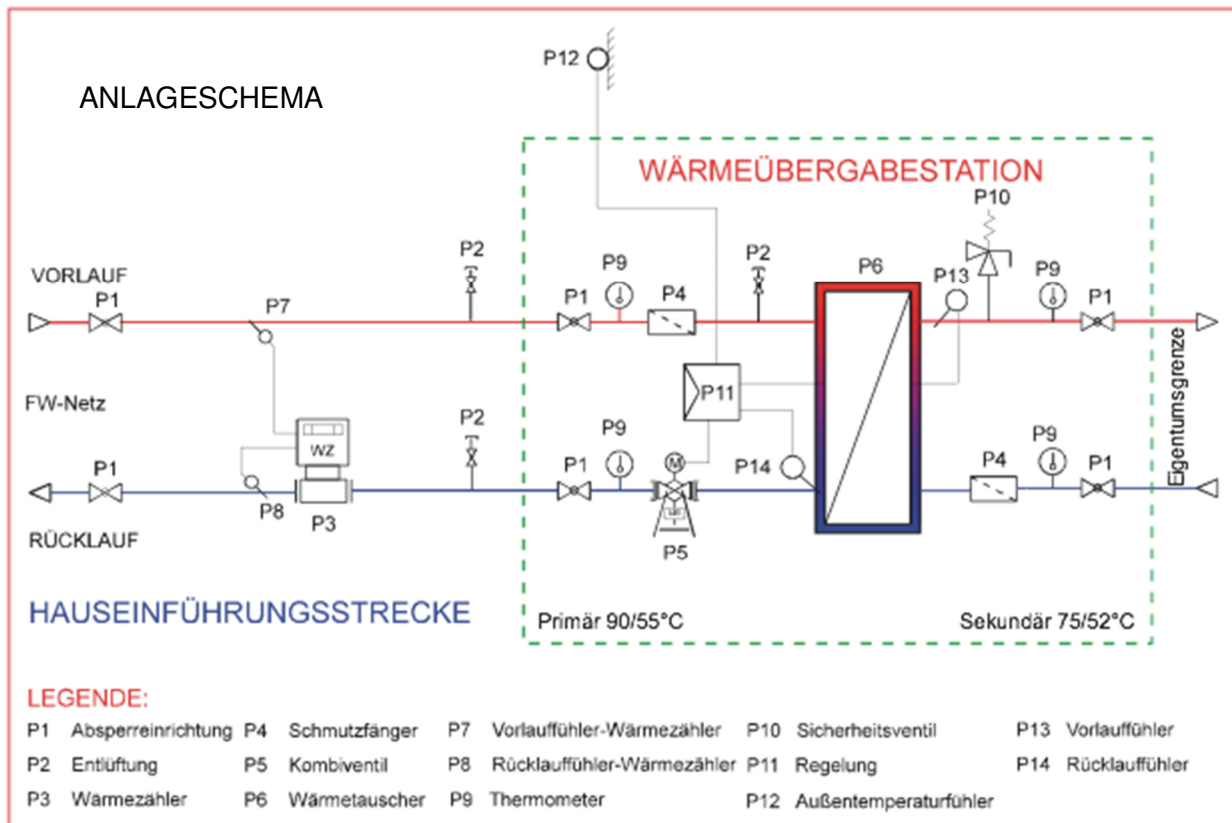 P12
ANLAGESCHEMA
WÄRMEÜBERGABESTATION
P10
VORLAUF
P1
P7
P2
P9
P1
P4
P2
P6
P13
P9
P1
P11
FW-Netz
WZ
P1
P8
P3
P2
P1
P9
M
P5
P14
P4
P9
P1
Eigentumsgrenze
RÜCKLAUF
HAUSEINFÜHRUNGSSTRECKE
Primär 90/55°C
Sekundär 75/52°C
LEGENDE:
P1 Absperreinrichtung P4 Schmutzfänger P7 Vorlauffühler-Wärmezähler P10 Sicherheitsventil P13 Vorlauffühler
P2 Entlüftung P5 Kombiventil P8 Rücklauffühler-Wärmezähler P11 Regelung P14 Rücklauffühler
P3 Wärmezähler P6 Wärmetauscher P9 Thermometer P12 Außentemperaturfühler